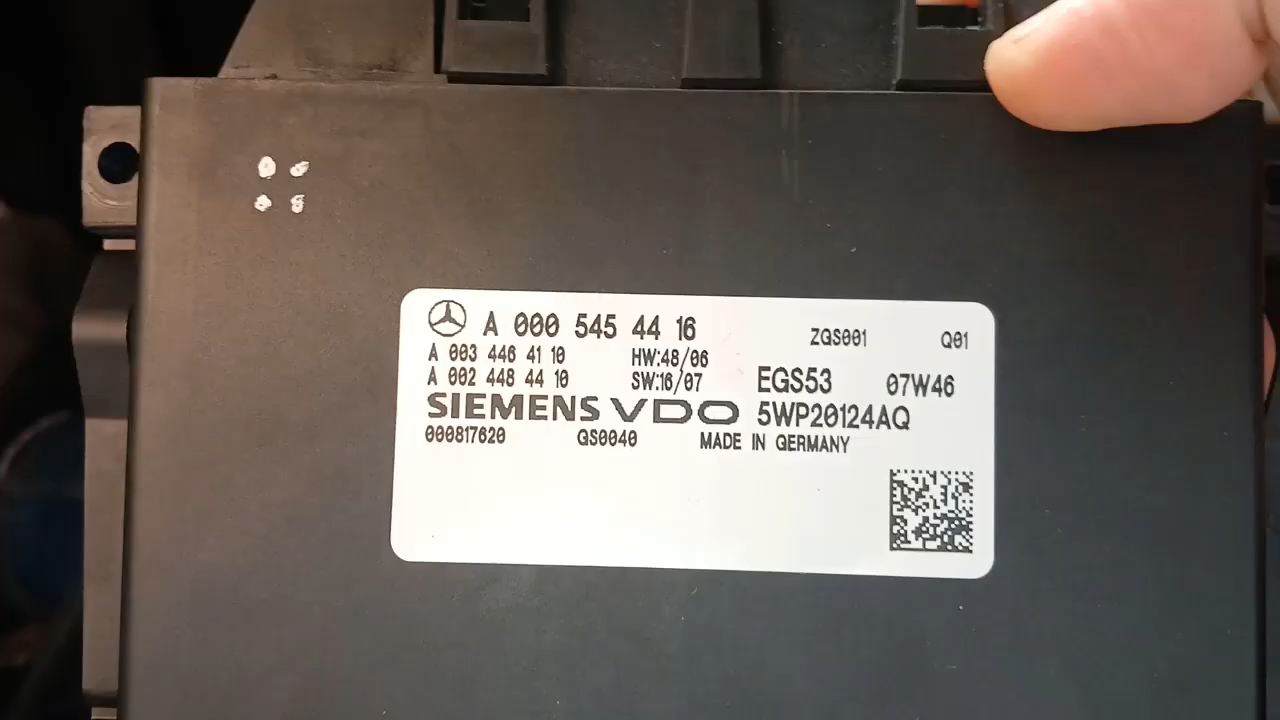 A 000 545 44 16 ZGS001 Q01
A 003 446 41 10 HW:48/06
A 002 448 44 10 SW:16/07 EGS53 07W46
SIEMENS VDO 5WP20124AQ
000817620 GS0040 MADE IN GERMANY